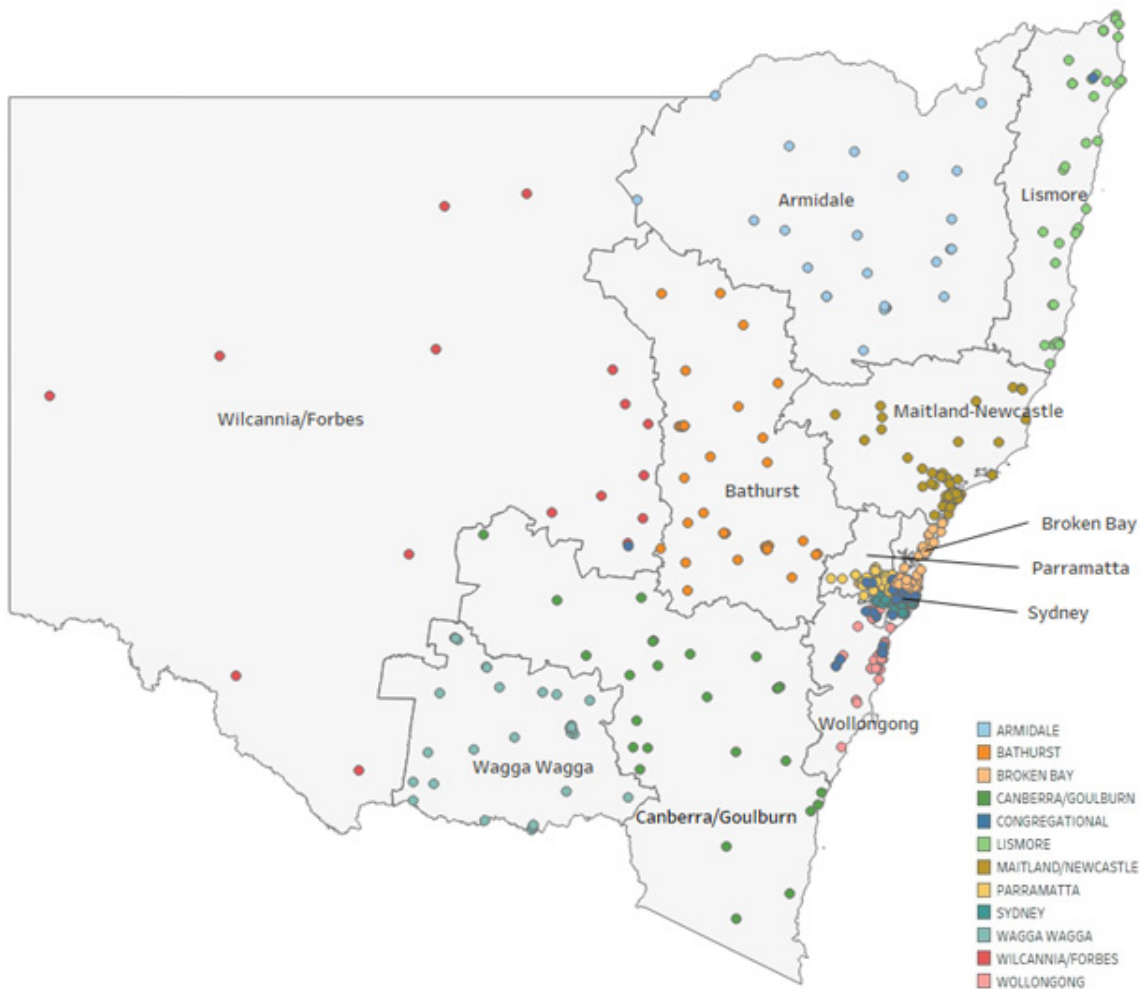 Armidale
Lismore
Wilcannia/Forbes
Maitland-Newcastle
Bathurst
Broken Bay
Parramatta
Sydney
Wollongong
Wagga Wagga
Canberra/Goulburn
ARMIDALE
BATHURST
BROKEN BAY
CANBERRA/GOULBURN
CONGREGATIONAL
LISMORE
MAITLAND/NEWCASTLE
PARRAMATTA
SYDNEY
WAGGA WAGGA
WILCANNIA/FORBES
WOLLONGONG